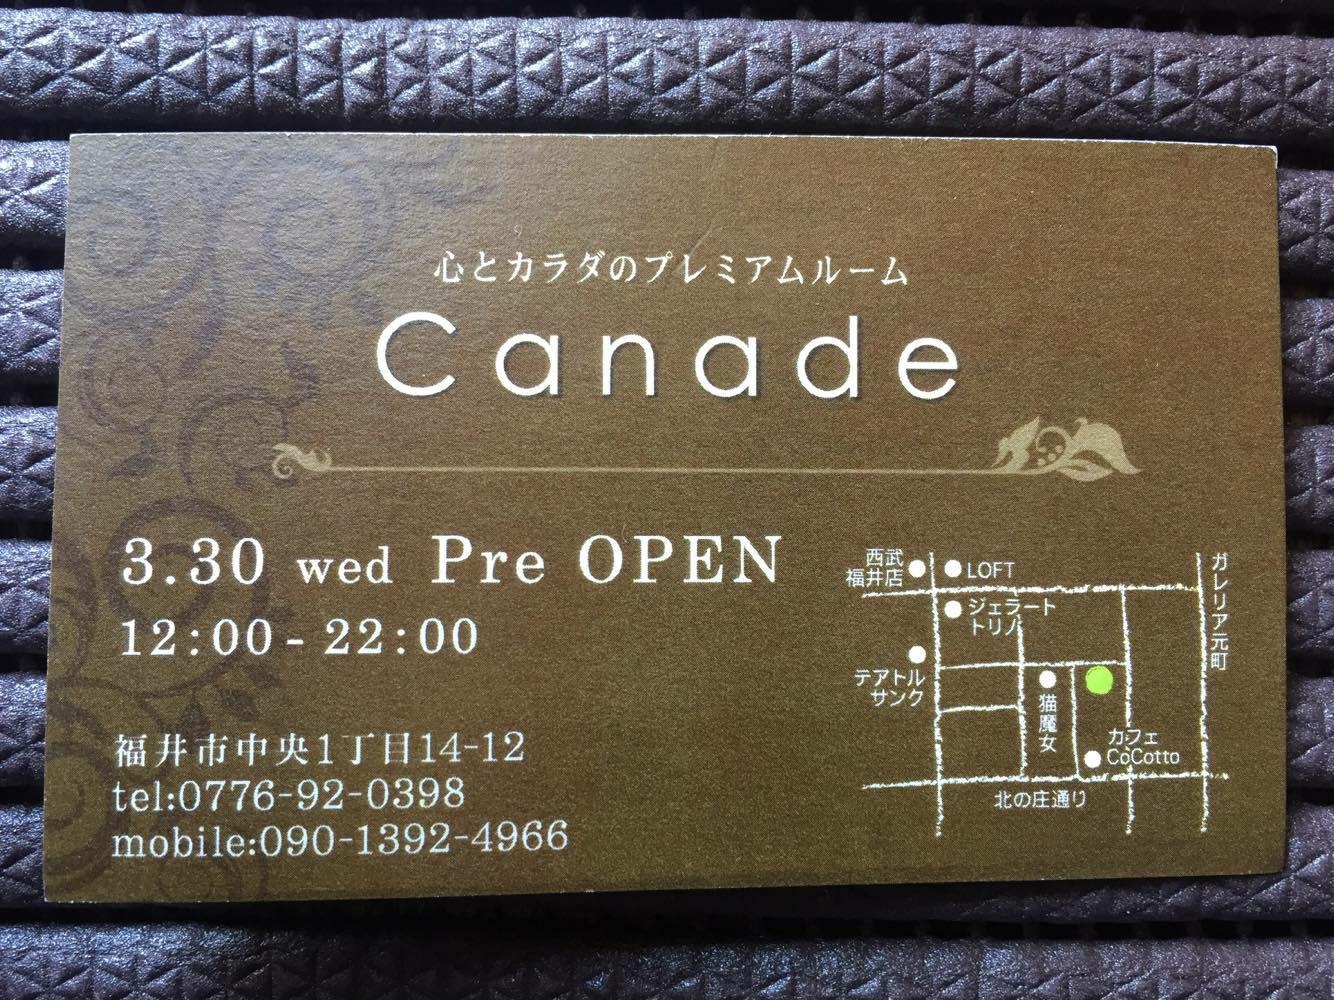 心とカラダのプレミアムルーム
Canade
3.30 wed Pre OPEN
12:00 - 22:00
福井市中央1丁目14-12
tel:0776-92-0398
mobile:090-1392-4966
西武
福井店
LOFT
ジェラート
トリノ
テアトル
サンク
猫魔女
カフェ
CoCotto
北の庄通り
ガレリア元町